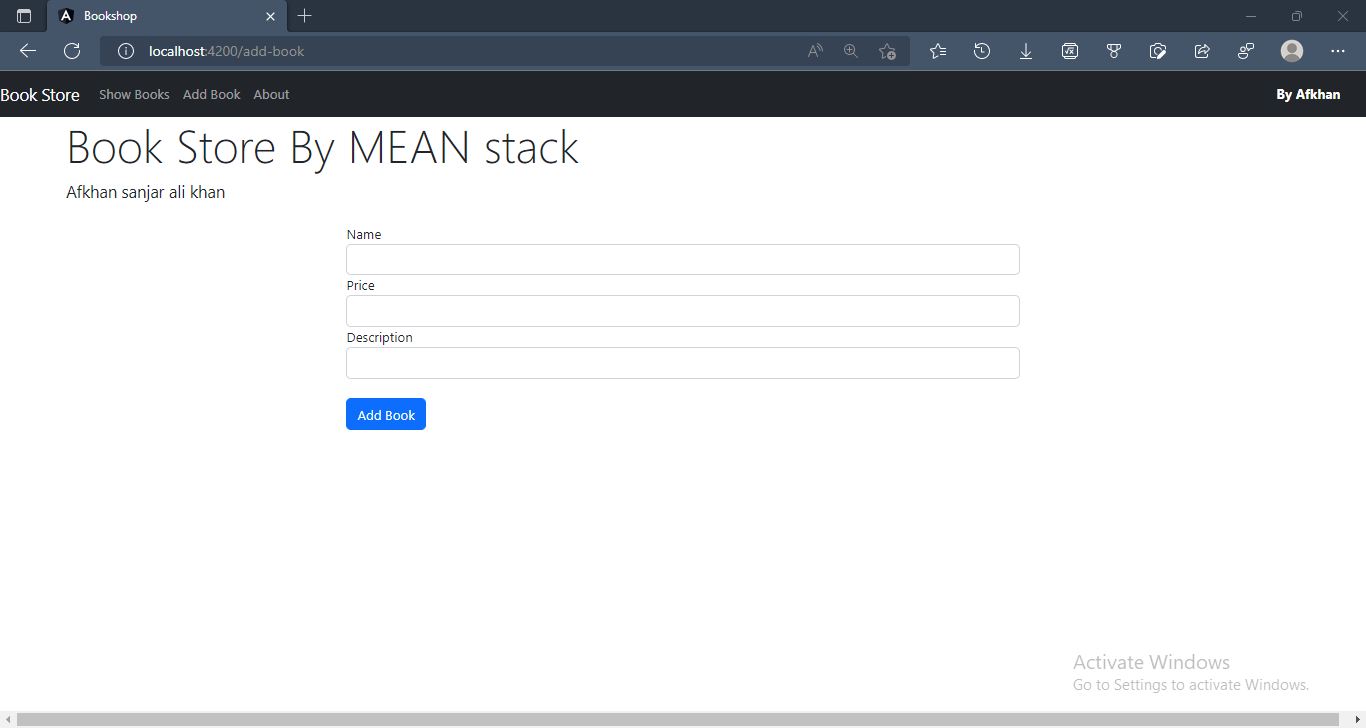 Bookshop
localhost:4200/add-book
Book Store Show Books Add Book About By Afkhan
Book Store By MEAN stack
Afkhan sanjar ali khan
Name
Price
Description
Add Book
Activate Windows
Go to Settings to activate Windows.